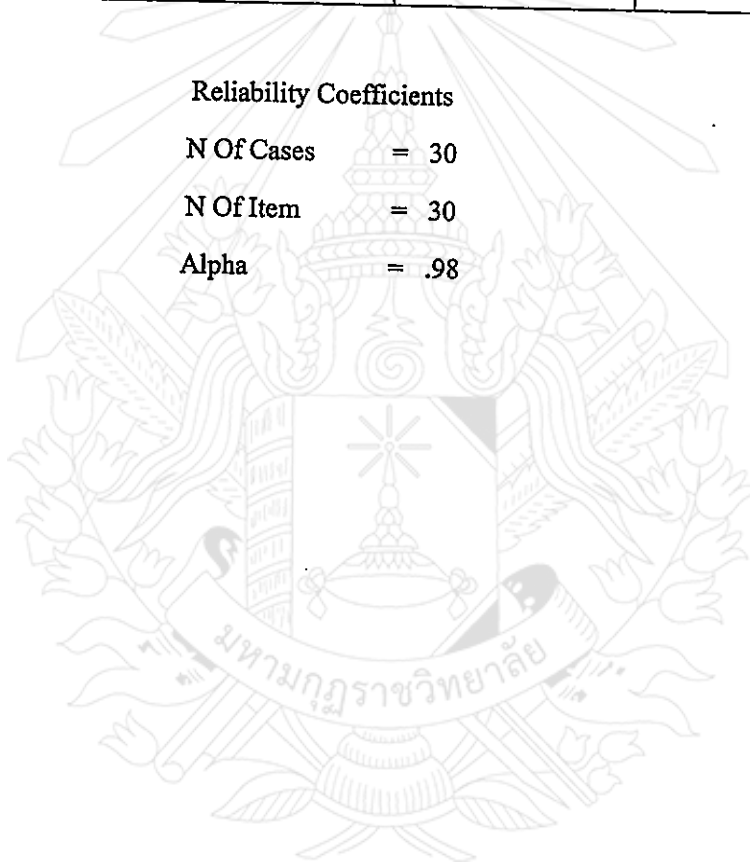 Reliability Coefficients
N Of Cases = 30
N Of Item = 30
Alpha = .98
มหามกุฏราชวิทยาลัย